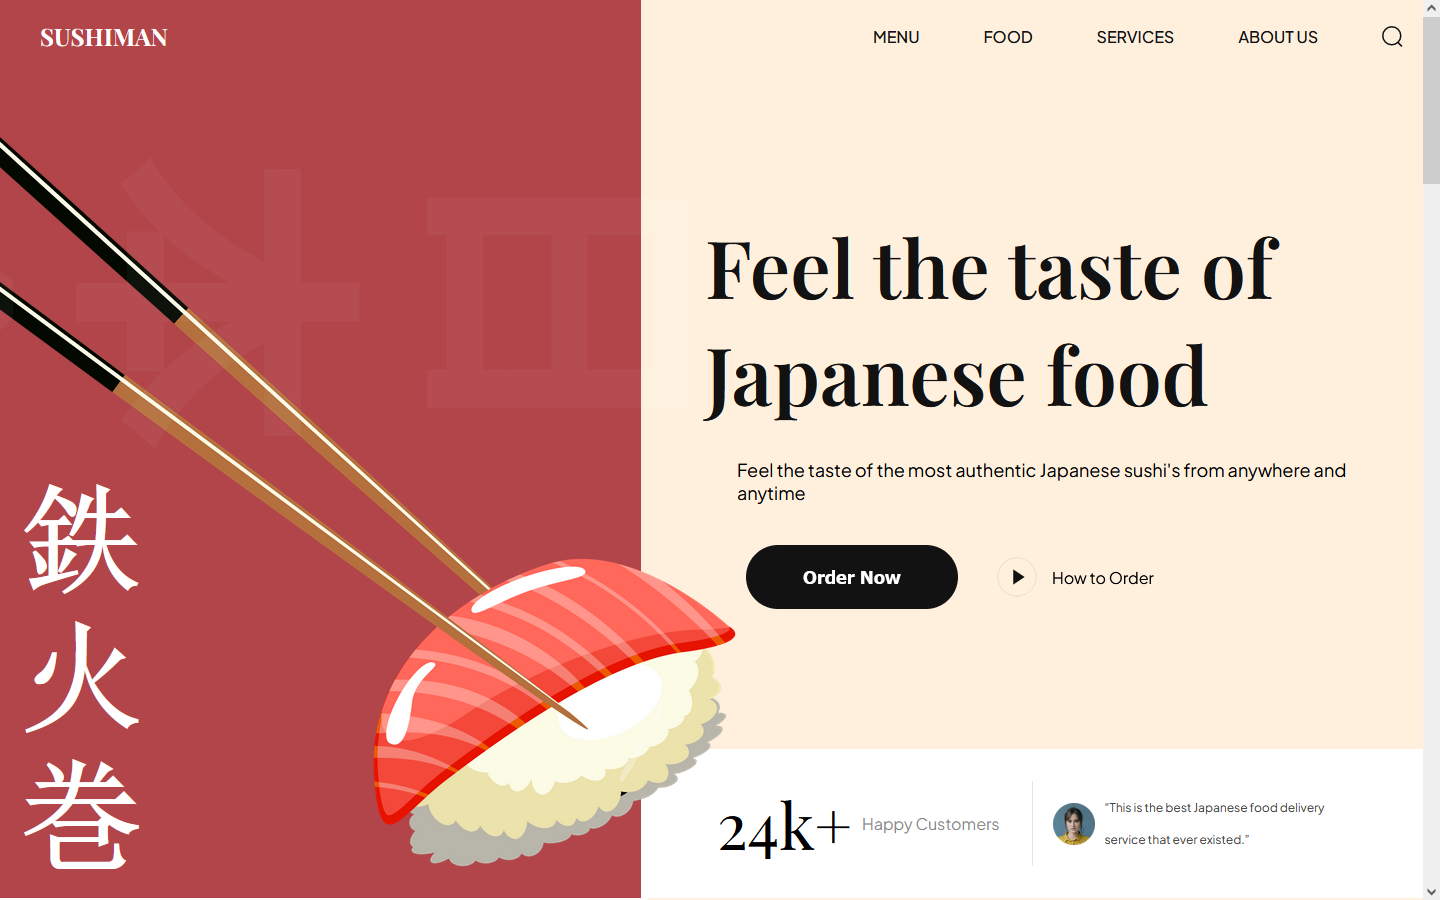 SUSHIMAN
MENU
FOOD
SERVICES
ABOUT US
Feel the taste of
Japanese food
Feel the taste of the most authentic Japanese sushi's from anywhere and
anytime
Order Now
How to Order
鉄
火
巻
24k+
Happy Customers
"This is the best Japanese food delivery
service that ever existed."